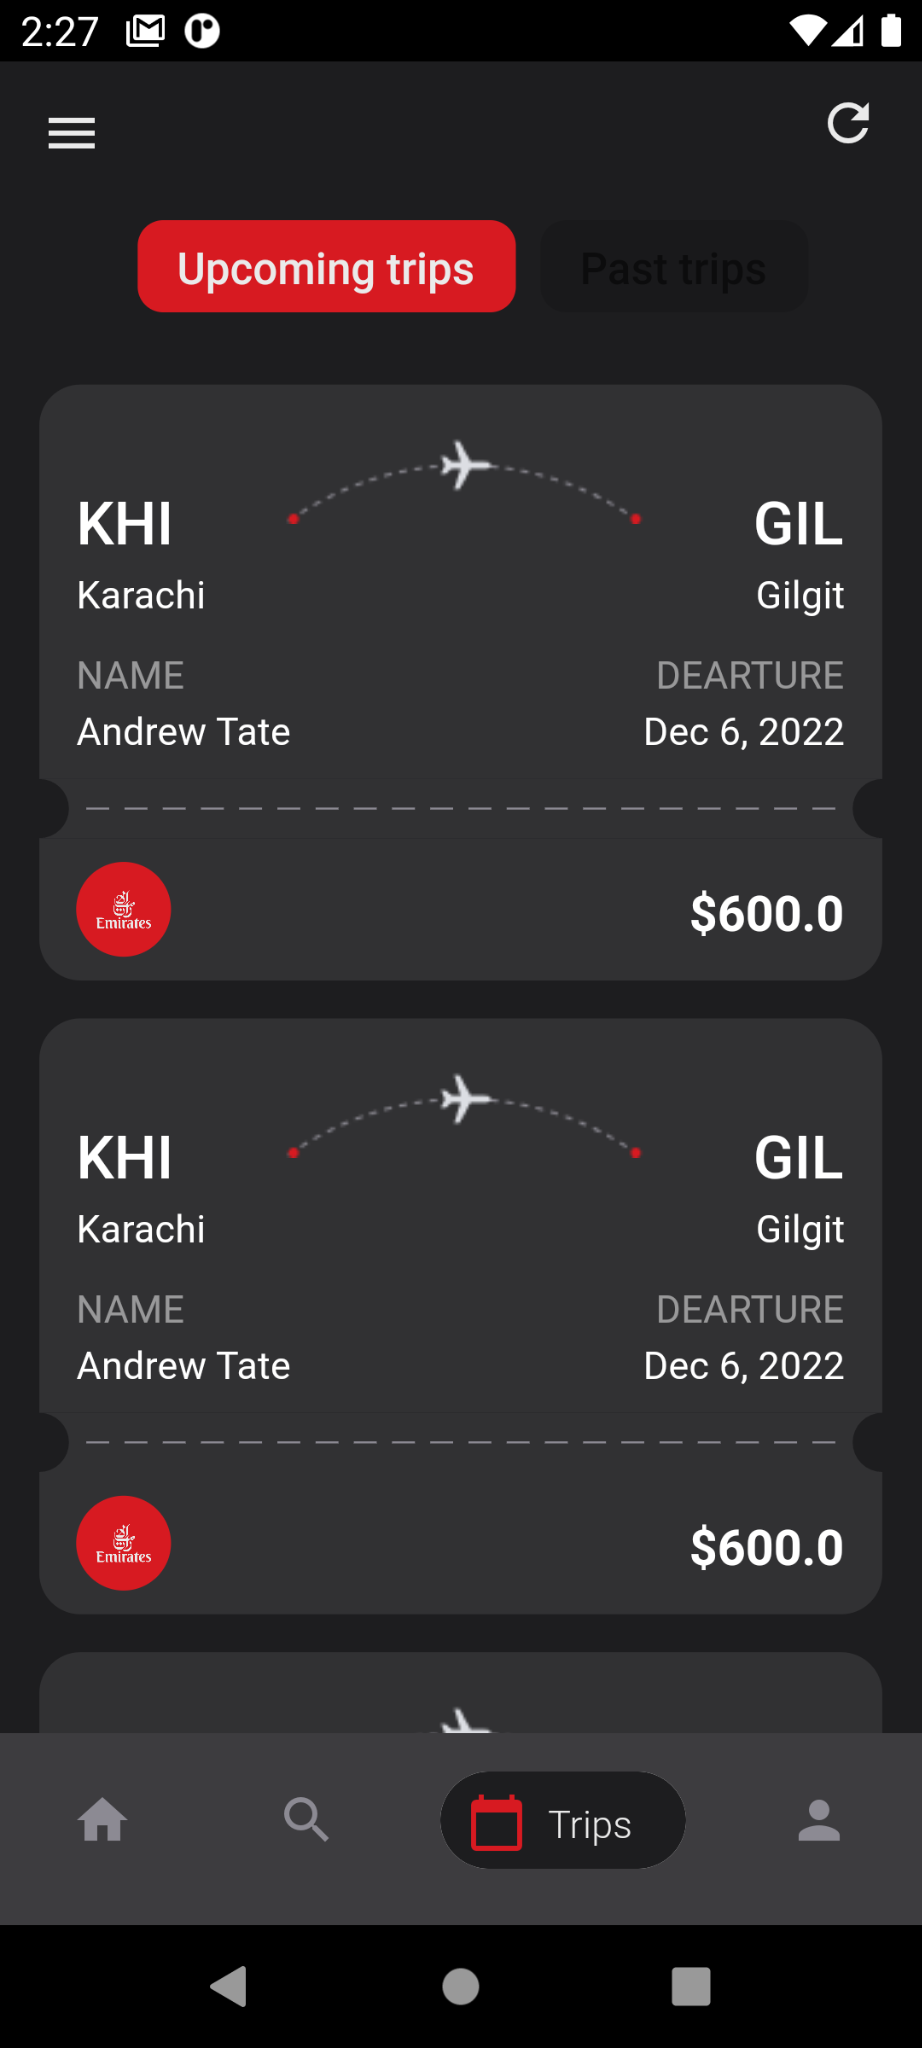 2:27
Upcoming trips
Past trips
KHI
GIL
Karachi
Gilgit
NAME
DEARTURE
Andrew Tate
Dec 6, 2022
Emirates
$600.0
KHI
GIL
Karachi
Gilgit
NAME
DEARTURE
Andrew Tate
Dec 6, 2022
Emirates
$600.0
Trips